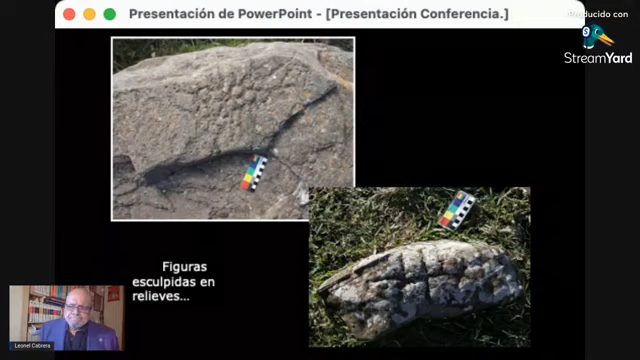 Presentación de PowerPoint - [Presentación Conferencia.]
Producido con
StreamYard
Figuras
esculpidas en
relieves...
Leonel Cabrera